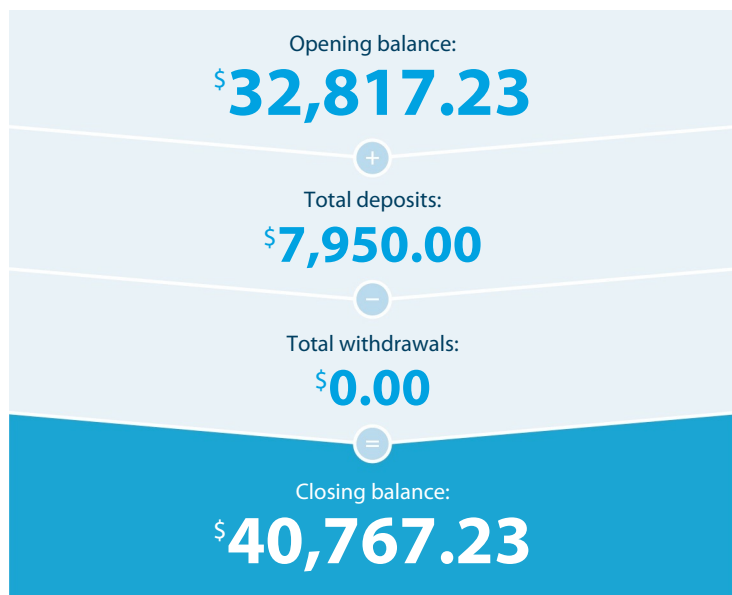 Opening balance:
$32,817.23
+
Total deposits:
$7,950.00
−
Total withdrawals:
$0.00
=
Closing balance:
$40,767.23